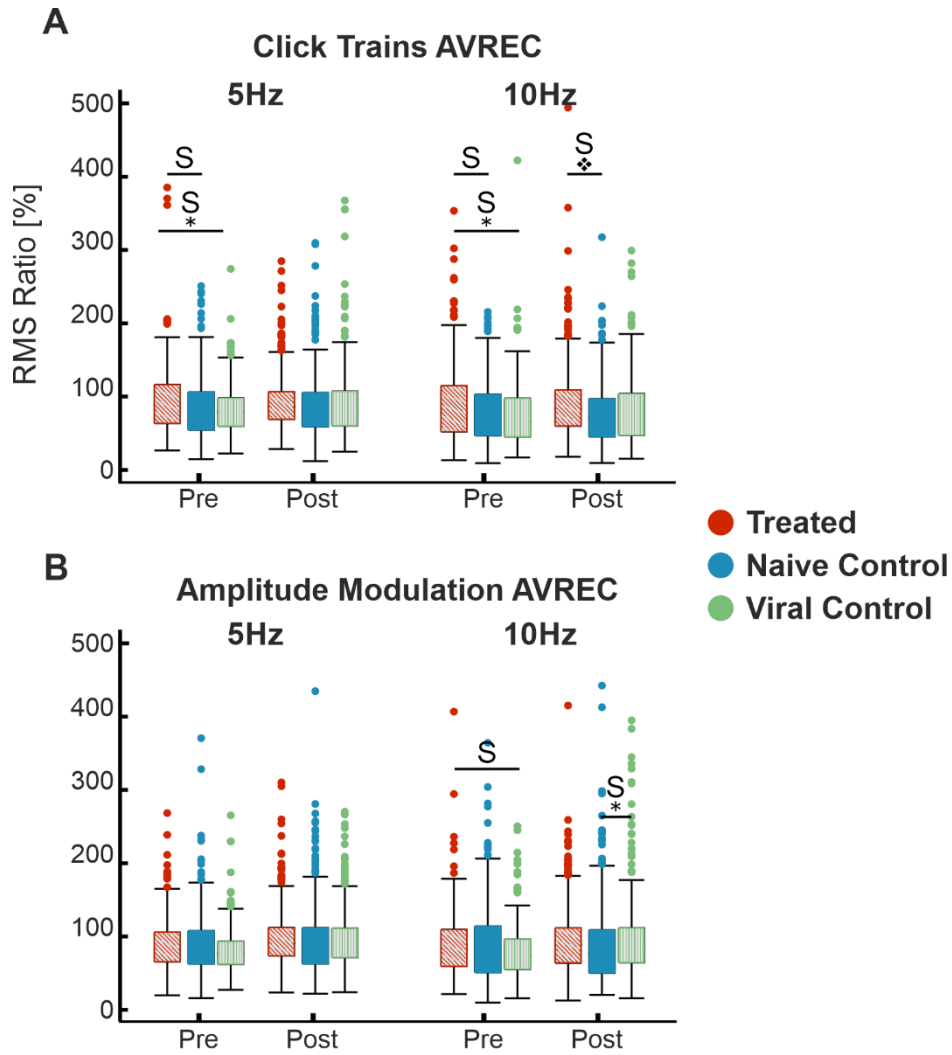 A
Click Trains AVREC
5Hz 10Hz
500
400
300
200
100
0
RMS Ratio [%]
S
S
*
S
S
*
S
❖
Pre Post Pre Post
Treated
Naive Control
Viral Control
B
Amplitude Modulation AVREC
5Hz 10Hz
500
400
300
200
100
0
S
S
*
Pre Post Pre Post